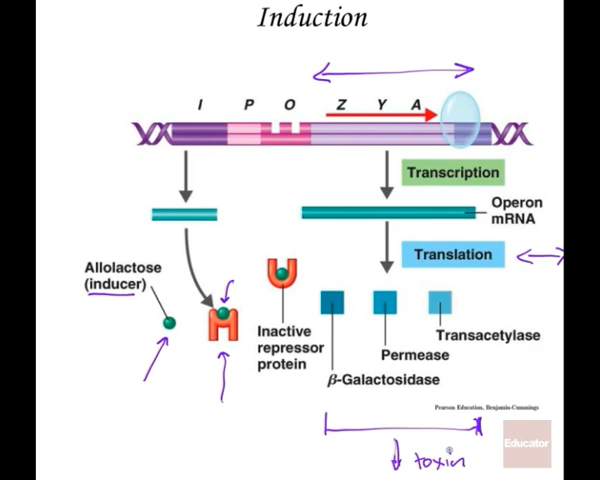 Induction
I P O Z Y A
Transcription
Operon
mRNA
Translation
Allolactose
(inducer)
Inactive
repressor
protein
Transacetylase
Permease
β-Galactosidase
Pearson Education, Benjamin-Cummings
Educator
toxin